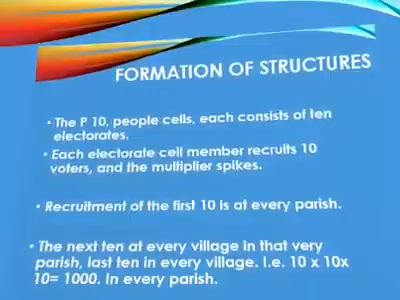 FORMATION OF STRUCTURES
• The P 10, people cells, each consists of ten
electorates.
• Each electorate cell member recruits 10
voters, and the multiplier spikes.
• Recruitment of the first 10 is at every parish.
• The next ten at every village in that very
parish, last ten in every village. I.e. 10 x 10x
10= 1000. In every parish.